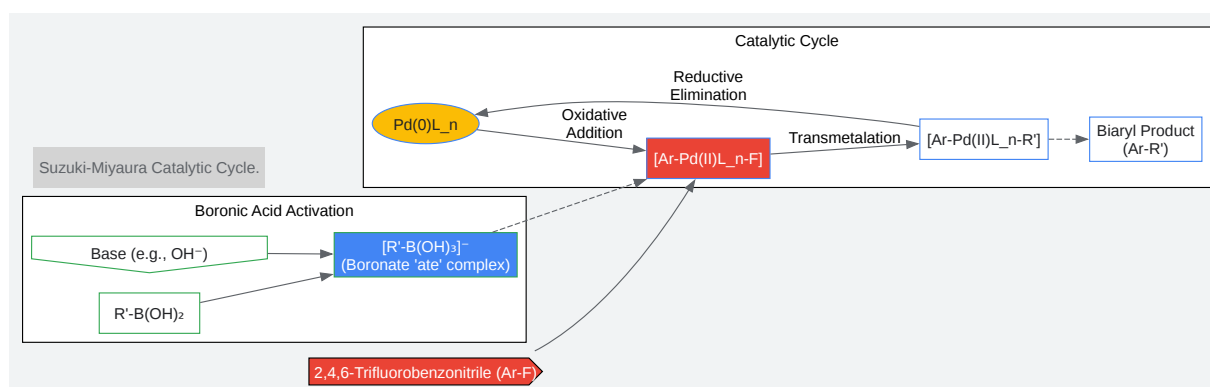 Catalytic Cycle
Reductive
Elimination
Pd(0)L_n
Oxidative
Addition
[Ar-Pd(II)L_n-F]
Transmetalation
[Ar-Pd(II)L_n-R']
Biaryl Product
(Ar-R')
Suzuki-Miyaura Catalytic Cycle.
Boronic Acid Activation
Base (e.g., OH⁻)
[R'-B(OH)₃]⁻
(Boronate 'ate' complex)
R'-B(OH)₂
2,4,6-Trifluorobenzonitrile (Ar-F)